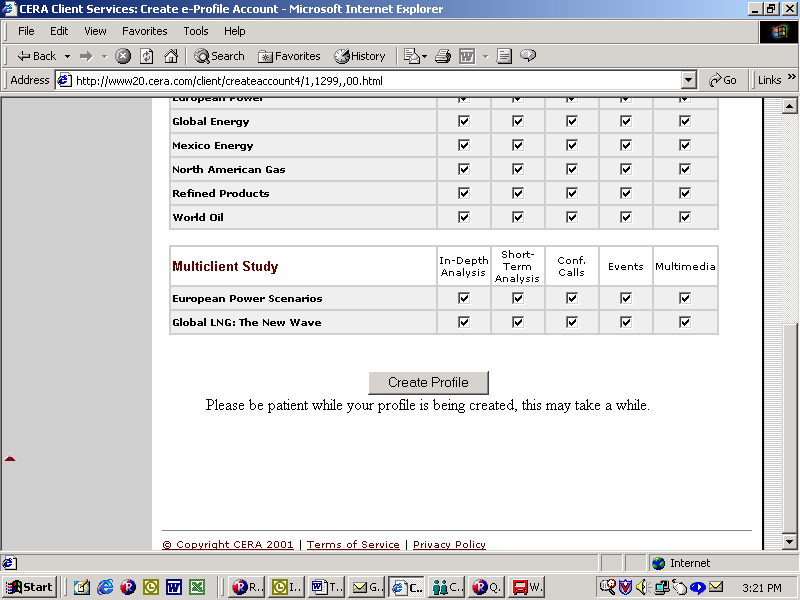 CERA Client Services: Create e-Profile Account - Microsoft Internet Explorer
File Edit View Favorites Tools Help
Back Search Favorites History
Address http://www20.cera.com/client/createaccount4/1,1299,,00.html Go Links »
European Power
Global Energy
Mexico Energy
North American Gas
Refined Products
World Oil
Multiclient Study In-Depth Analysis Short-Term Analysis Conf. Calls Events Multimedia
European Power Scenarios
Global LNG: The New Wave
Create Profile
Please be patient while your profile is being created, this may take a while.
© Copyright CERA 2001 | Terms of Service | Privacy Policy
Internet
Start R.. I.. T.. G.. C.. C.. Q. W. 3:21 PM